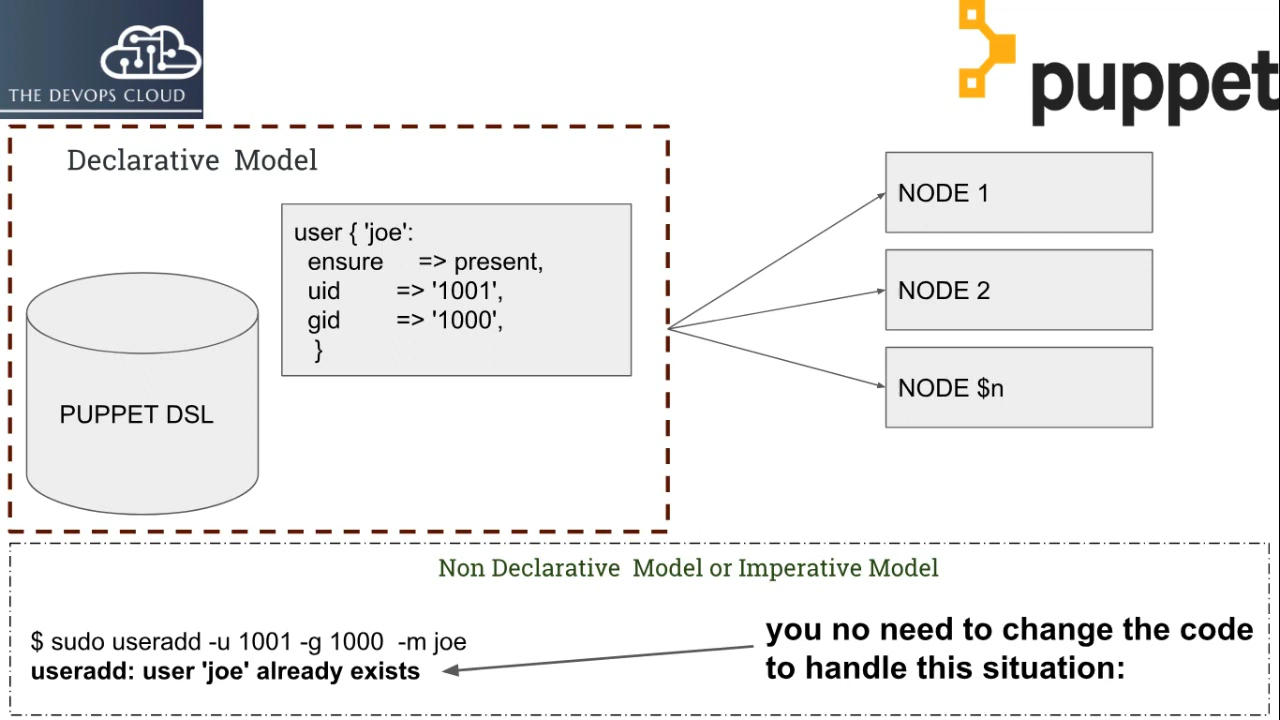 THE DEVOPS CLOUD
puppet
Declarative Model
user { 'joe':
ensure => present,
uid => '1001',
gid => '1000',
}
PUPPET DSL
NODE 1
NODE 2
NODE $n
Non Declarative Model or Imperative Model
$ sudo useradd -u 1001 -g 1000 -m joe
useradd: user 'joe' already exists
you no need to change the code
to handle this situation: